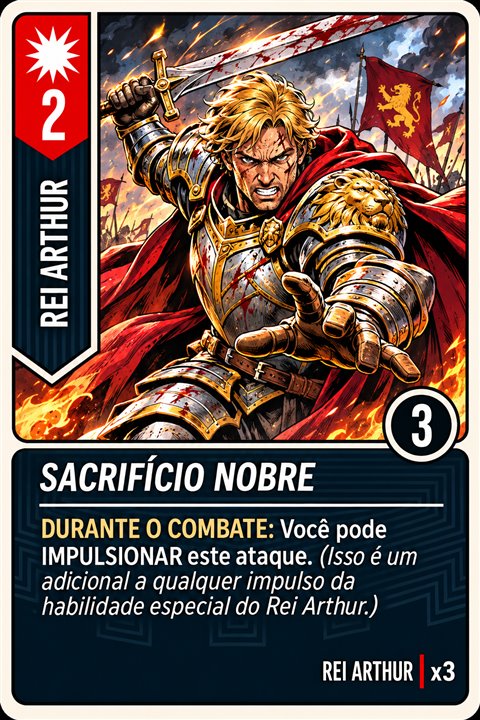 2
REI ARTHUR
3
SACRIFÍCIO NOBRE
DURANTE O COMBATE: Você pode
IMPULSIONAR este ataque. (Isso é um
adicional a qualquer impulso da
habilidade especial do Rei Arthur.)
REI ARTHUR | x3